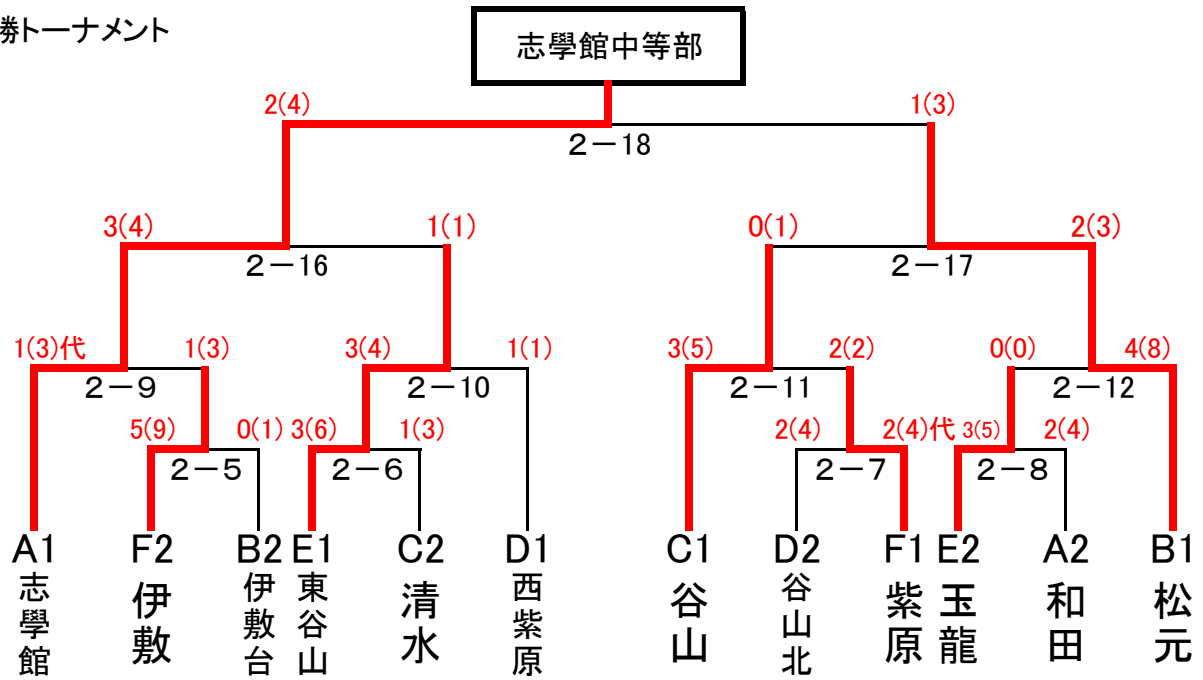 勝トーナメント
志學館中等部
2(4) 1(3)
2－18
3(4) 1(1) 0(1) 2(3)
2－16 2－17
1(3)代 1(3) 3(4) 1(1) 3(5) 2(2) 0(0) 4(8)
2－9 2－10 2－11 2－12
5(9) 0(1) 3(6) 1(3) 2(4) 2(4)代 3(5) 2(4)
2－5 2－6 2－7 2－8
A1 F2 B2 E1 C2 D1 C1 D2 F1 E2 A2 B1
志學館 伊敷 伊敷台 東谷山 清水 西紫原 谷山 谷山北 紫原 玉龍 和田 松元